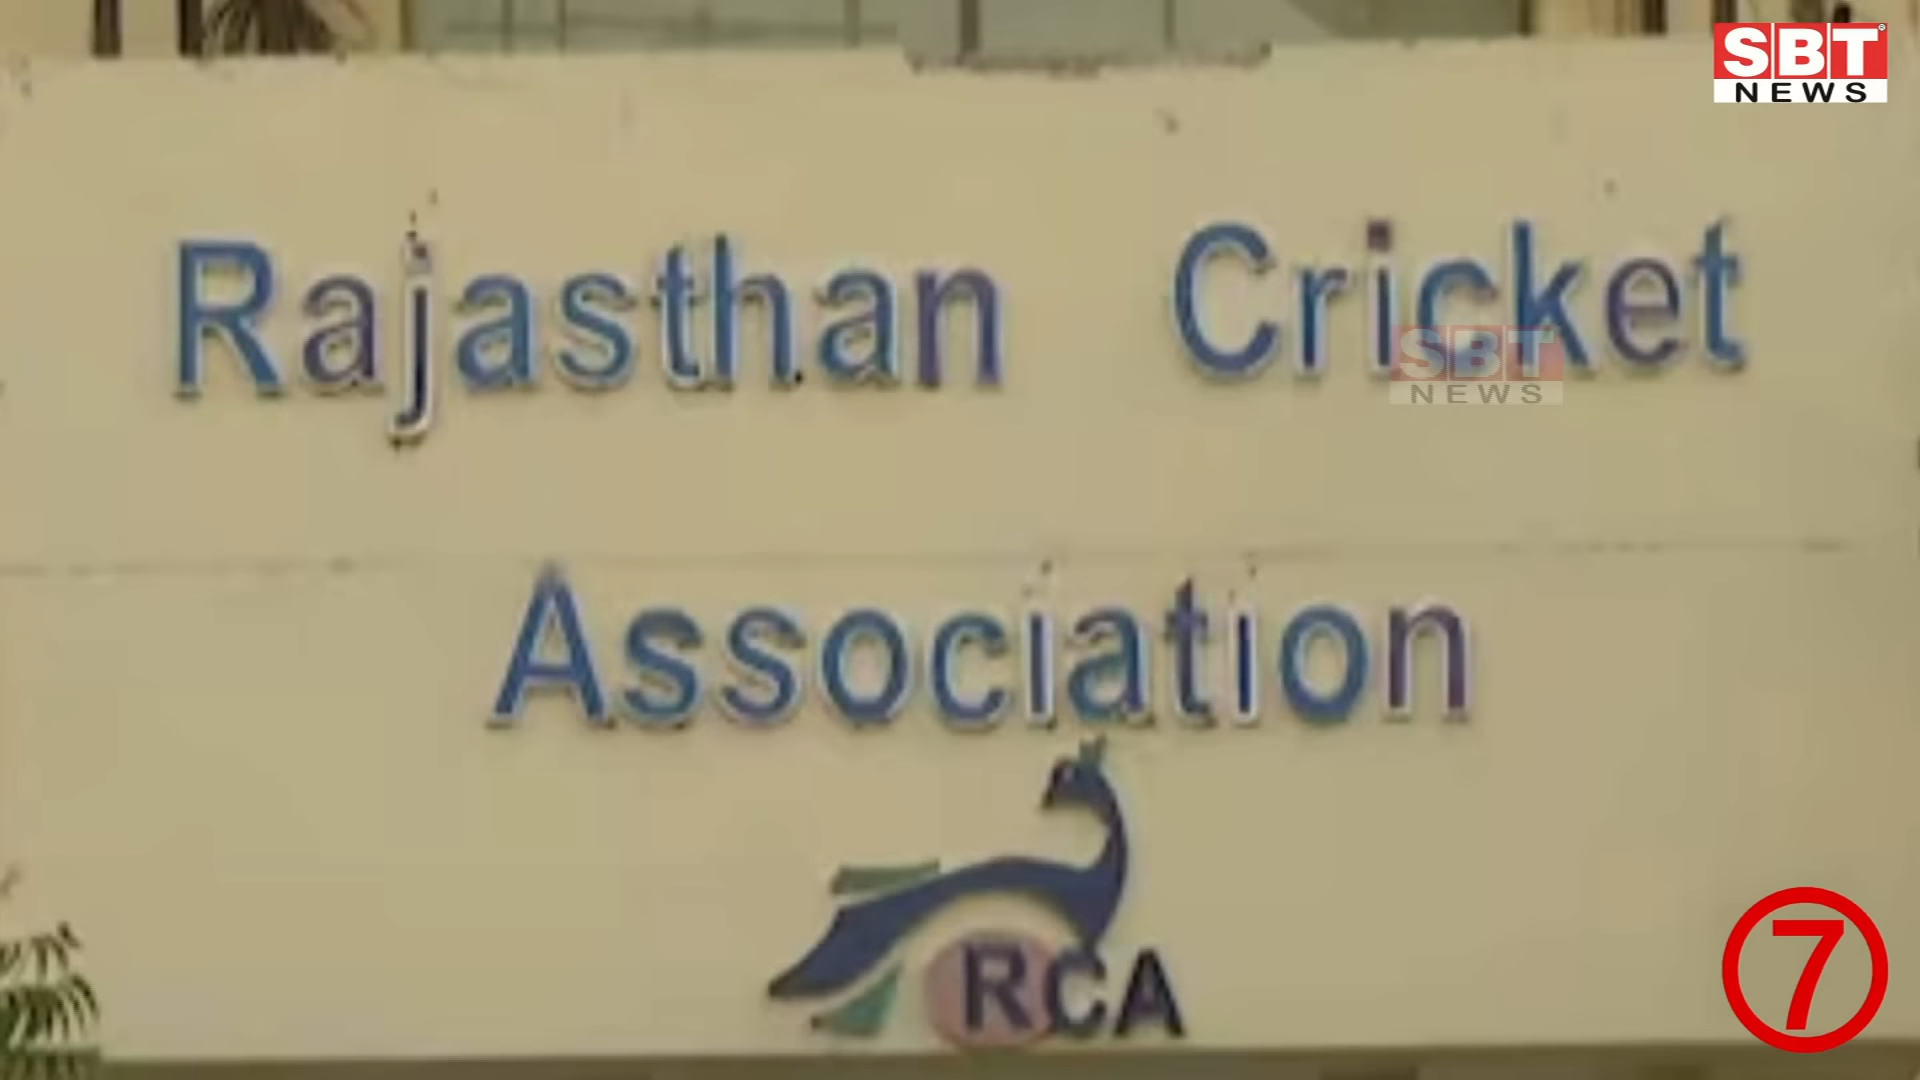 SBT
NEWS
Rajasthan Cricket
SBT
NEWS
Association
RCA
7